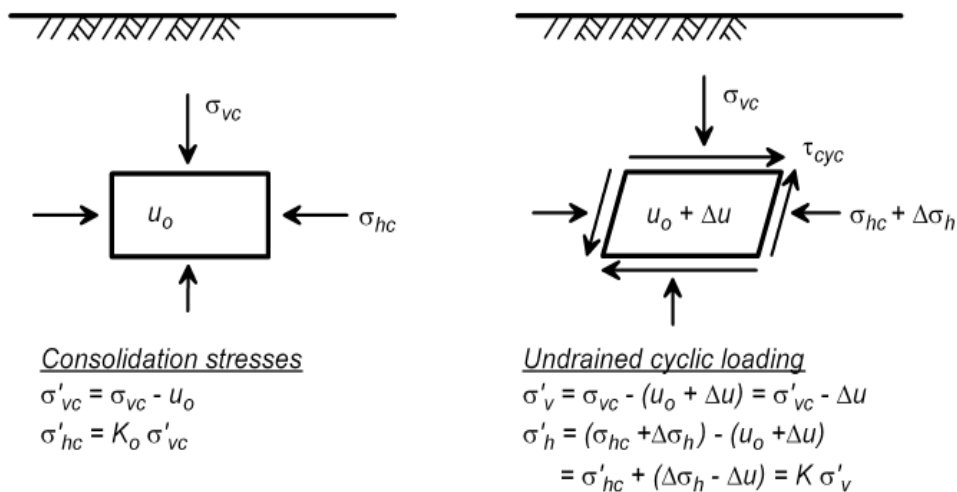 σvc
uo
σhc
Consolidation stresses
σ'vc = σvc - uo
σ'hc = Ko σ'vc
σvc
τcyc
uo + Δu
σhc + Δσh
Undrained cyclic loading
σ'v = σvc - (uo + Δu) = σ'vc - Δu
σ'h = (σhc +Δσh) - (uo +Δu)
= σ'hc + (Δσh - Δu) = K σ'v